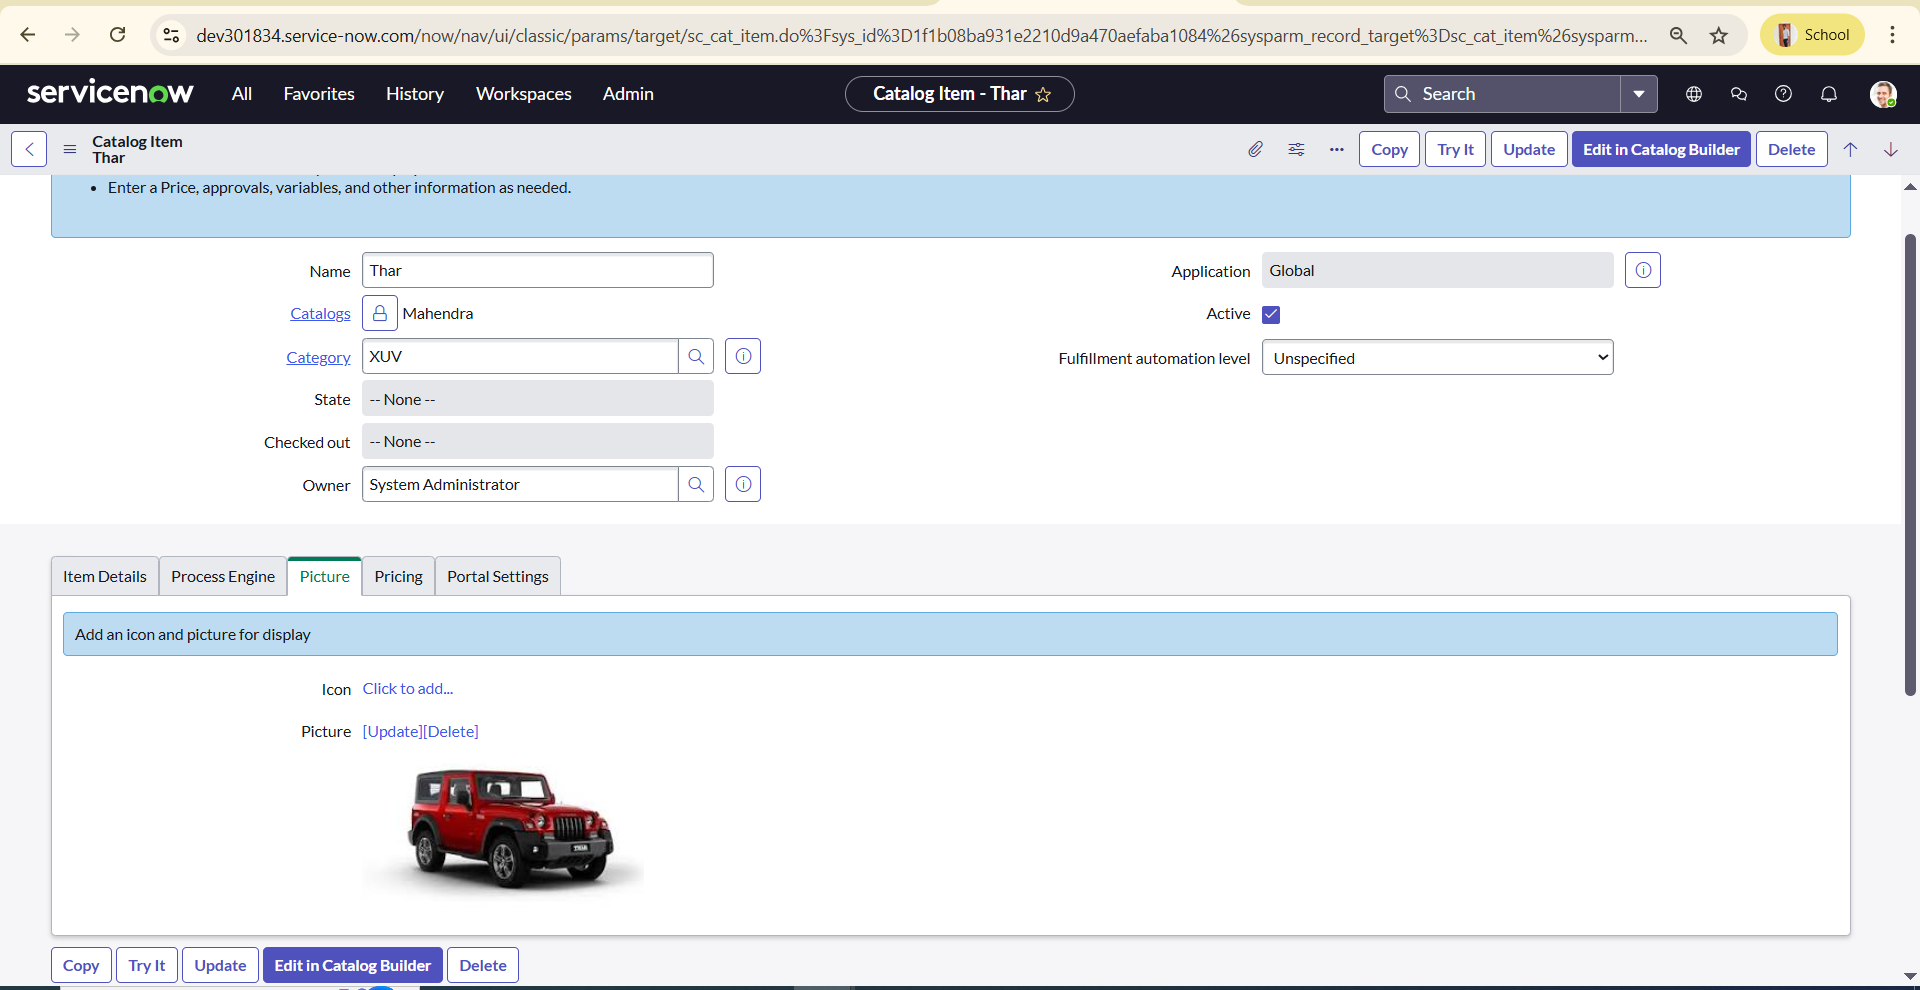 dev301834.service-now.com/now/nav/ui/classic/params/target/sc_cat_item.do%3Fsys_id%3D1f1b08ba931e2210d9a470aefaba1084%26sysparm_record_target%3Dsc_cat_item%26sysparm...
School
servicenow All Favorites History Workspaces Admin Catalog Item - Thar Search
Catalog Item
Thar
Copy Try It Update Edit in Catalog Builder Delete
• Enter a Price, approvals, variables, and other information as needed.
Name Thar Application Global
Catalogs Mahendra Active
Category XUV Fulfillment automation level Unspecified
State -- None --
Checked out -- None --
Owner System Administrator
Item Details Process Engine Picture Pricing Portal Settings
Add an icon and picture for display
Icon Click to add...
Picture [Update][Delete]
THAR
Copy Try It Update Edit in Catalog Builder Delete